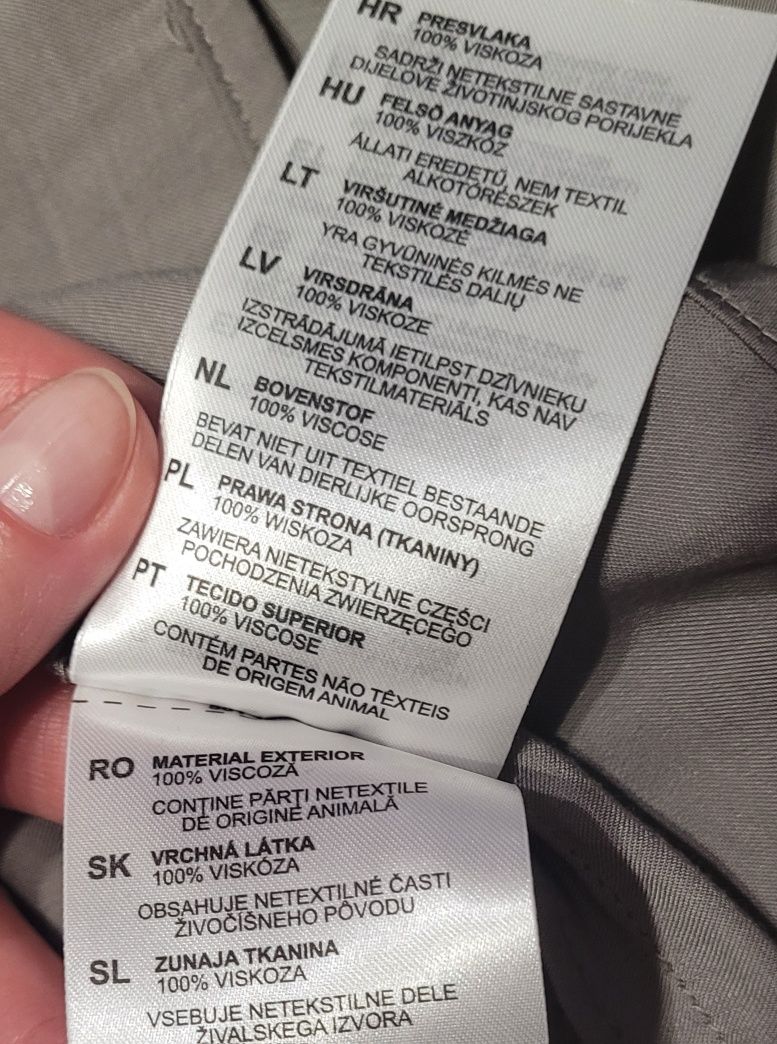 HR PRESVLAKA
100% VISKOZA
SADRŽI NETEKSTILNE SASTAVNE
DIJELOVE ŽIVOTINJSKOG PORIJEKLA
HU FELSŐ ANYAG
100% VISZKÓZ
ÁLLATI EREDETŰ, NEM TEXTIL
ALKOTÓRÉSZEK
LT VIRŠUTINĖ MEDŽIAGA
100% VISKOZĖ
YRA GYVŪNINĖS KILMĖS NE
TEKSTILĖS DALIŲ
LV VIRSDRĀNA
100% VISKOZE
IZSTRĀDĀJUMĀ IETILPST DZĪVNIEKU
IZCELSMES KOMPONENTI, KAS NAV
TEKSTILMATERIĀLS
NL BOVENSTOF
100% VISCOSE
BEVAT NIET UIT TEXTIEL BESTAANDE
DELEN VAN DIERLIJKE OORSPRONG
PL PRAWA STRONA (TKANINY)
100% WISKOZA
ZAWIERA NIETEKSTYLNE CZĘŚCI
POCHODZENIA ZWIERZĘCEGO
PT TECIDO SUPERIOR
100% VISCOSE
CONTÉM PARTES NÃO TÊXTEIS
DE ORIGEM ANIMAL
RO MATERIAL EXTERIOR
100% VISCOZĂ
CONȚINE PĂRȚI NETEXTILE
DE ORIGINE ANIMALĂ
SK VRCHNÁ LÁTKA
100% VISKÓZA
OBSAHUJE NETEXTILNÉ ČASTI
ŽIVOČÍŠNEHO PÔVODU
SL ZUNAJA TKANINA
100% VISKOZA
VSEBUJE NETEKSTILNE DELE
ŽIVALSKEGA IZVORA